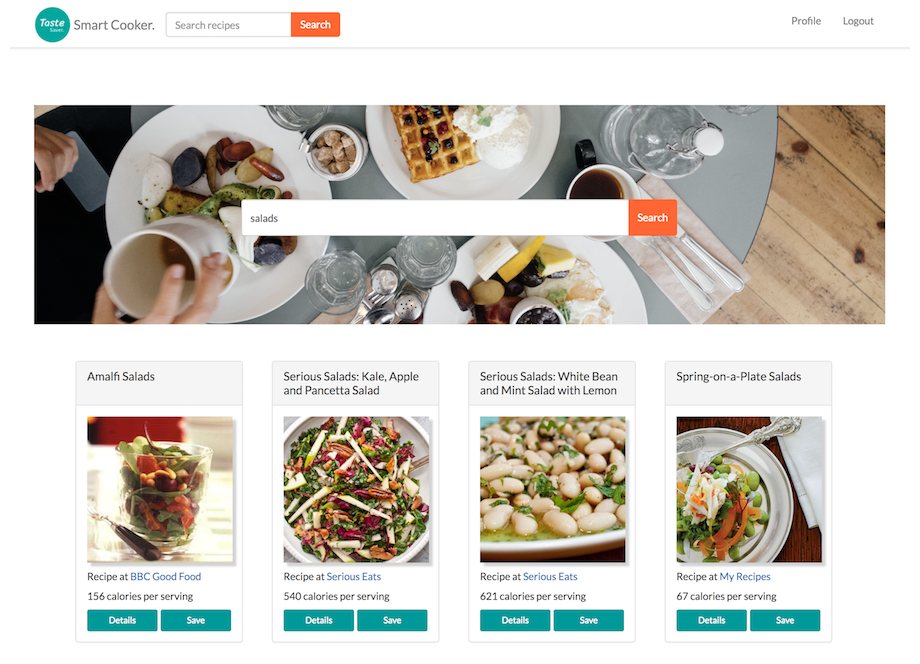 Taste
Saver.
Smart Cooker.
Search recipes
Search
Profile
Logout
salads
Search
Amalfi Salads
Serious Salads: Kale, Apple
and Pancetta Salad
Serious Salads: White Bean
and Mint Salad with Lemon
Spring-on-a-Plate Salads
Recipe at BBC Good Food
156 calories per serving
Details
Save
Recipe at Serious Eats
540 calories per serving
Details
Save
Recipe at Serious Eats
621 calories per serving
Details
Save
Recipe at My Recipes
67 calories per serving
Details
Save